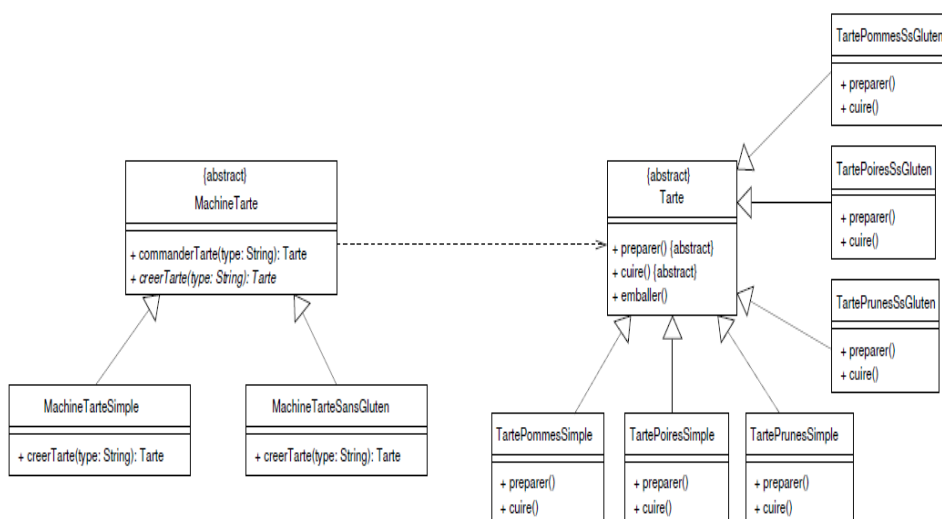 TartePommesSsGluten
+ preparer()
+ cuire()
{abstract}
MachineTarte
+ commanderTarte(type: String): Tarte
+ creerTarte(type: String): Tarte
{abstract}
Tarte
+ preparer() {abstract}
+ cuire() {abstract}
+ emballer()
TartePoiresSsGluten
+ preparer()
+ cuire()
TartePrunesSsGluten
+ preparer()
+ cuire()
MachineTarteSimple
+ creerTarte(type: String): Tarte
MachineTarteSansGluten
+ creerTarte(type: String): Tarte
TartePommesSimple
+ preparer()
+ cuire()
TartePoiresSimple
+ preparer()
+ cuire()
TartePrunesSimple
+ preparer()
+ cuire()